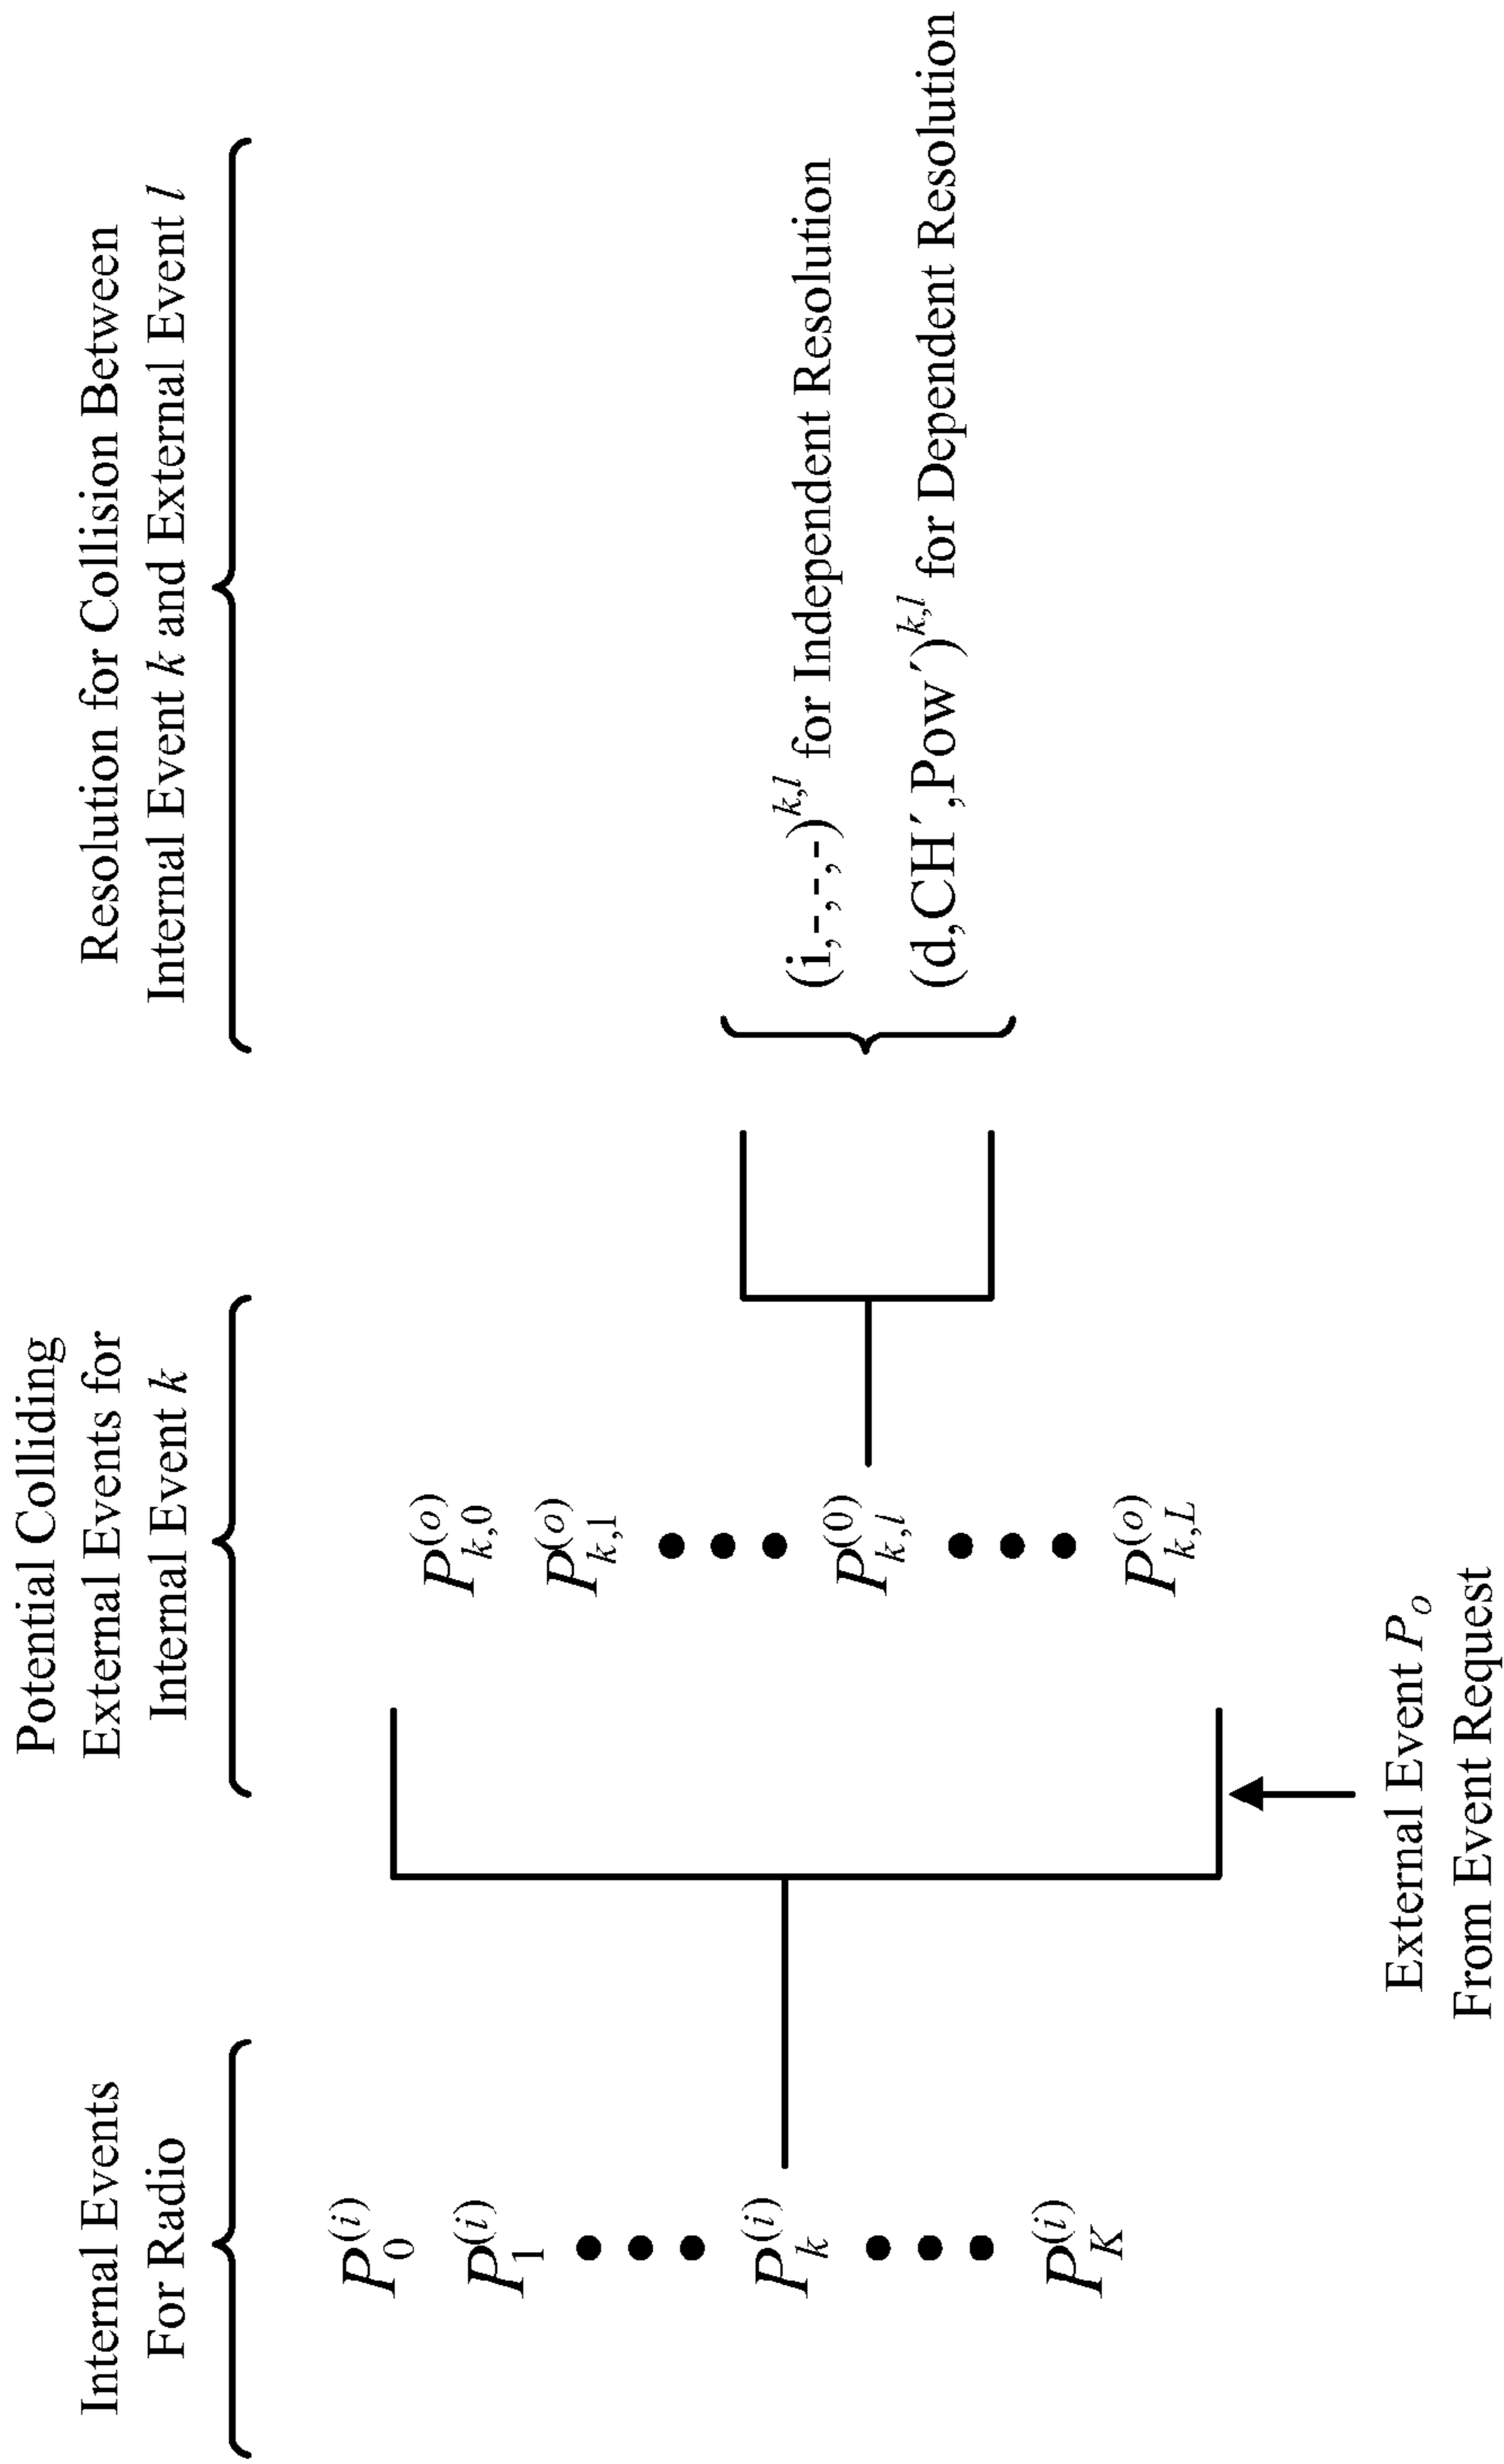 Internal Events
For Radio
P_0^(i)
P_1^(i)
P_k^(i)
P_K^(i)
Potential Colliding
External Events for
Internal Event k
P_k,0^(o)
P_k,1^(o)
P_k,l^(0)
P_k,L^(o)
External Event P_o
From Event Request
Resolution for Collision Between
Internal Event k and External Event l
(i,-,-,-)^k,l for Independent Resolution
(d,CH´,Pow´)^k,l for Dependent Resolution